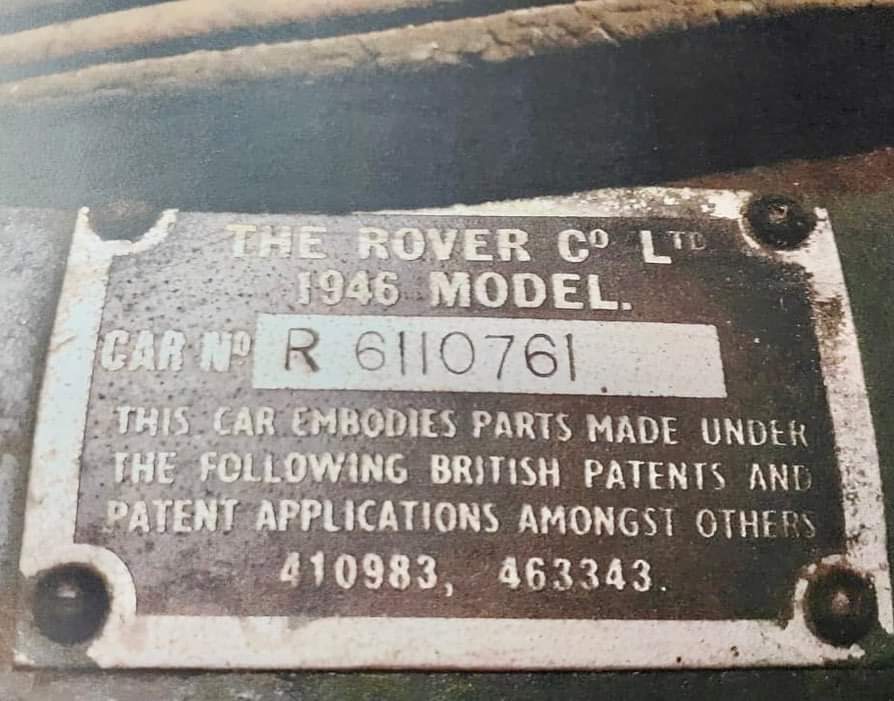 THE ROVER Cº LTD
1946 MODEL.
CAR Nº R 6110761
THIS CAR EMBODIES PARTS MADE UNDER
THE FOLLOWING BRITISH PATENTS AND
PATENT APPLICATIONS AMONGST OTHERS
410983, 463343.